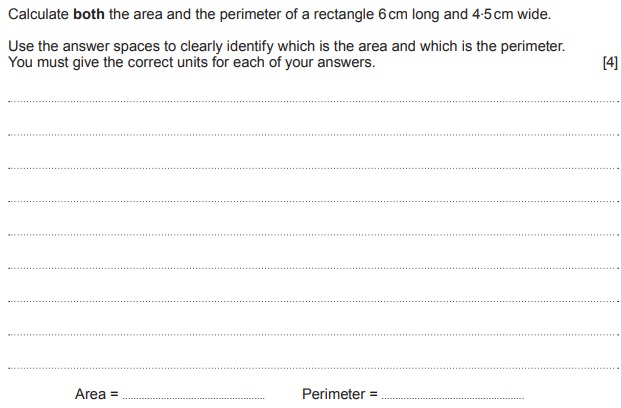 Calculate both the area and the perimeter of a rectangle 6 cm long and 4·5 cm wide.
Use the answer spaces to clearly identify which is the area and which is the perimeter.
You must give the correct units for each of your answers. [4]
Area = ........................................ Perimeter = ........................................